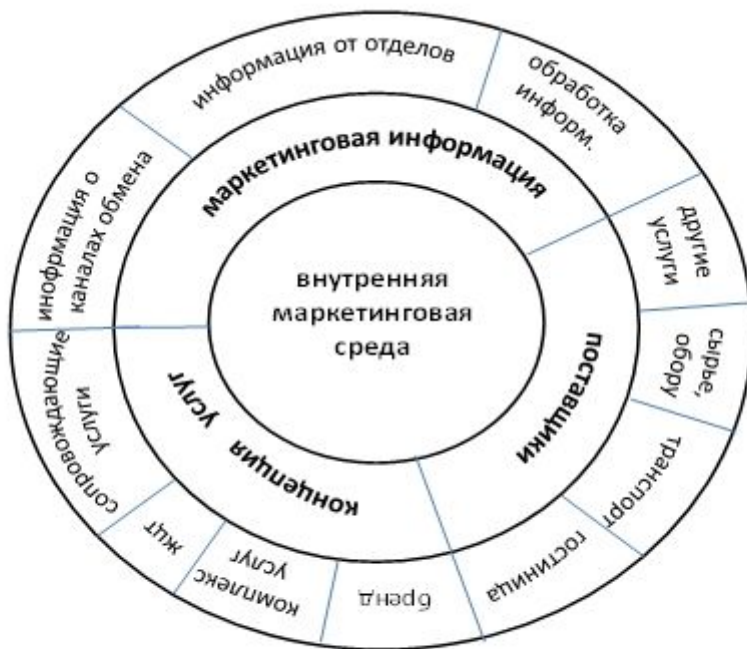 информация от отделов
обработка
информ.
другие
услуги
сырье,
обору
транспорт
гостиница
бренд
комплекс
услуг
жцт
сопровождающие
услуги
инофрмация о
каналах обмена
маркетинговая информация
поставщики
концепция услуг
внутренняя
маркетинговая
среда